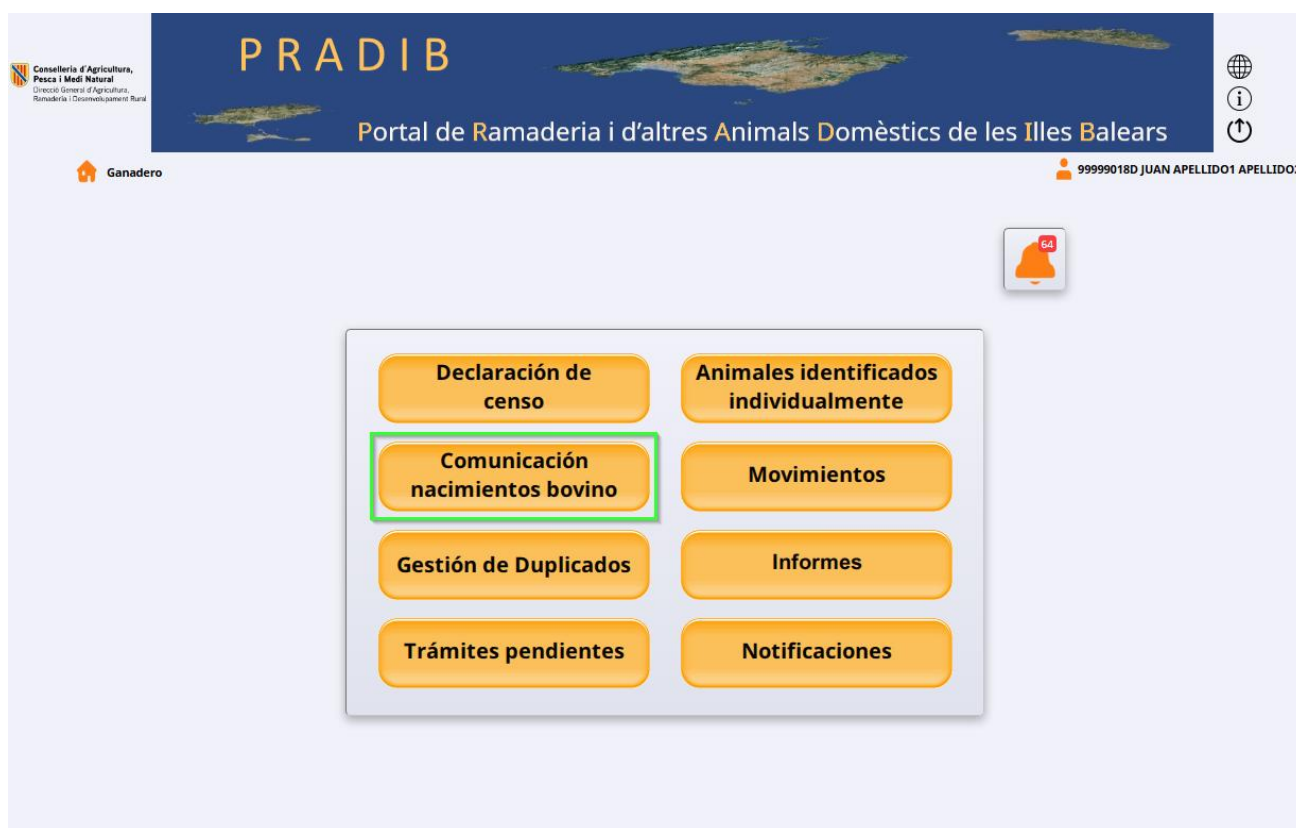 Conselleria d'Agricultura,
Pesca i Medi Natural
Direcció General d'Agricultura,
Ramaderia i Desenvolupament Rural
PRADIB
Portal de Ramaderia i d'altres Animals Domèstics de les Illes Balears
Ganadero
99999018D JUAN APELLIDO1 APELLIDO2
64
Declaración de
censo
Animales identificados
individualmente
Comunicación
nacimientos bovino
Movimientos
Gestión de Duplicados
Informes
Trámites pendientes
Notificaciones